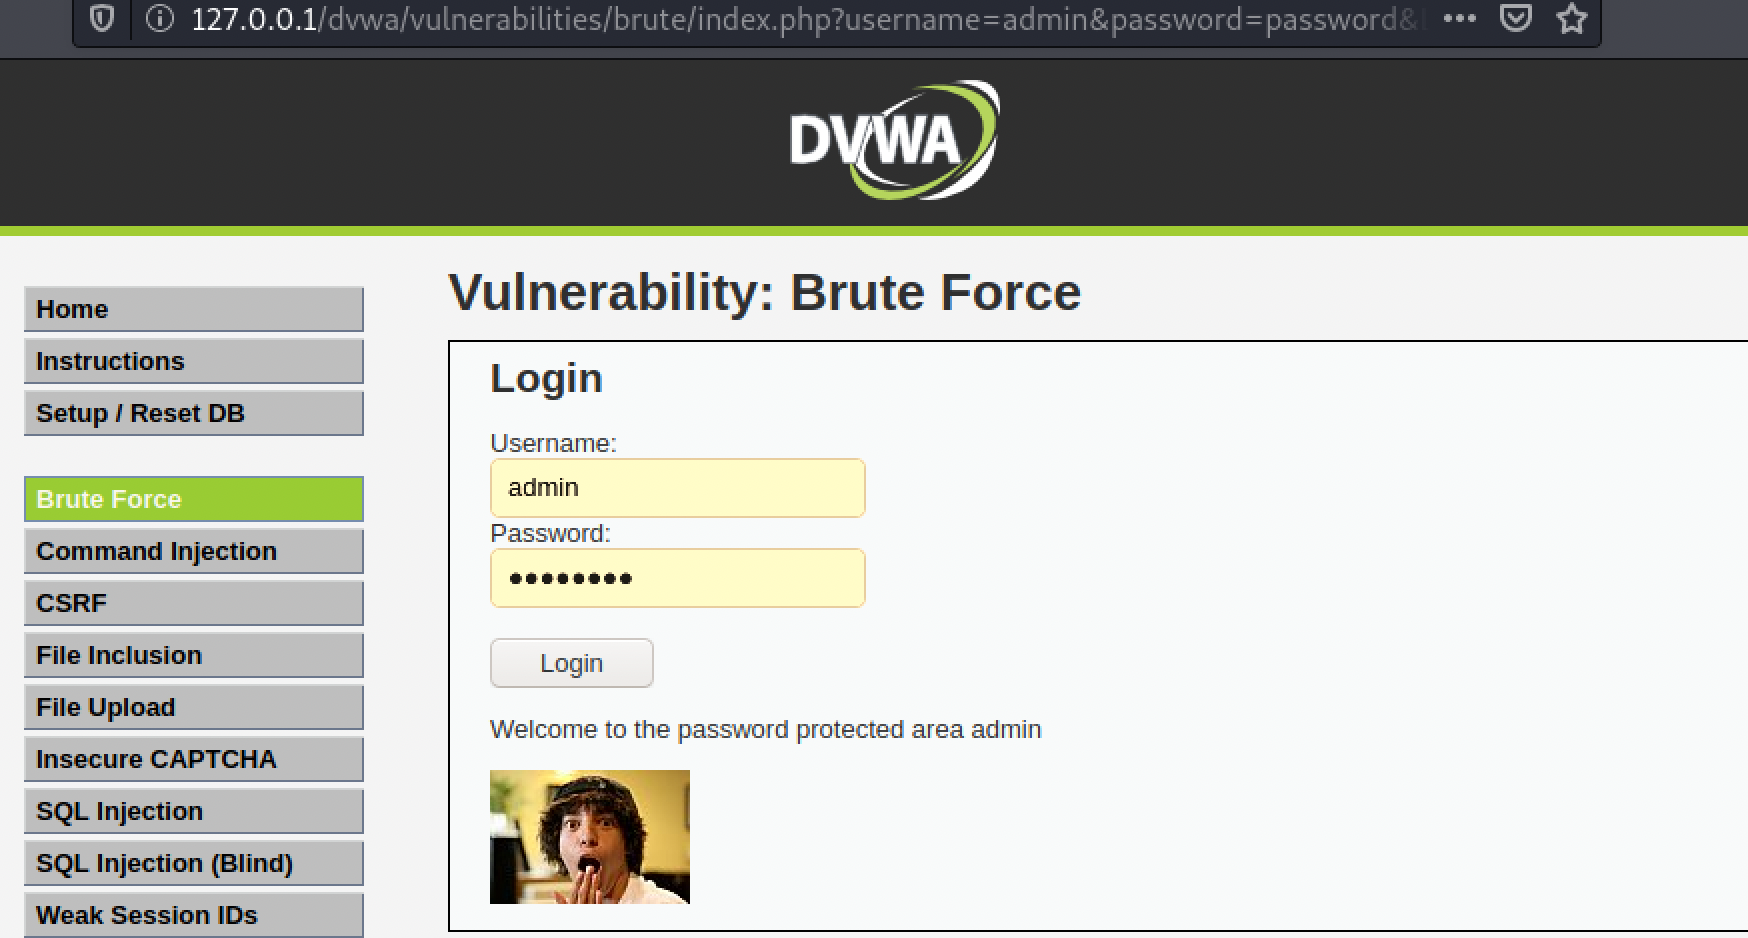 127.0.0.1/dvwa/vulnerabilities/brute/index.php?username=admin&password=password&
DVWA
Home
Instructions
Setup / Reset DB
Brute Force
Command Injection
CSRF
File Inclusion
File Upload
Insecure CAPTCHA
SQL Injection
SQL Injection (Blind)
Weak Session IDs
Vulnerability: Brute Force
Login
Username:
admin
Password:
••••••••
Login
Welcome to the password protected area admin